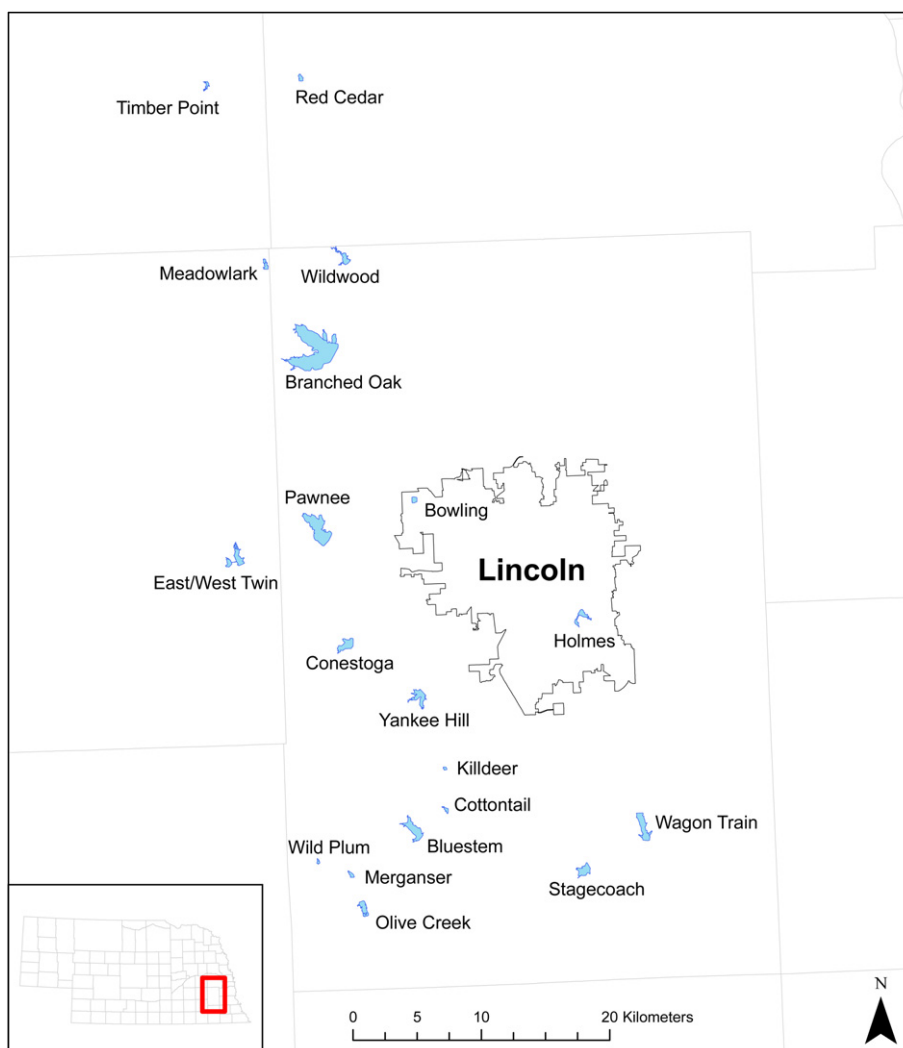 Timber Point
Red Cedar
Meadowlark
Wildwood
Branched Oak
Pawnee
Bowling
East/West Twin
Lincoln
Holmes
Conestoga
Yankee Hill
Killdeer
Cottontail
Wagon Train
Wild Plum
Bluestem
Merganser
Stagecoach
Olive Creek
N
0 5 10 20 Kilometers